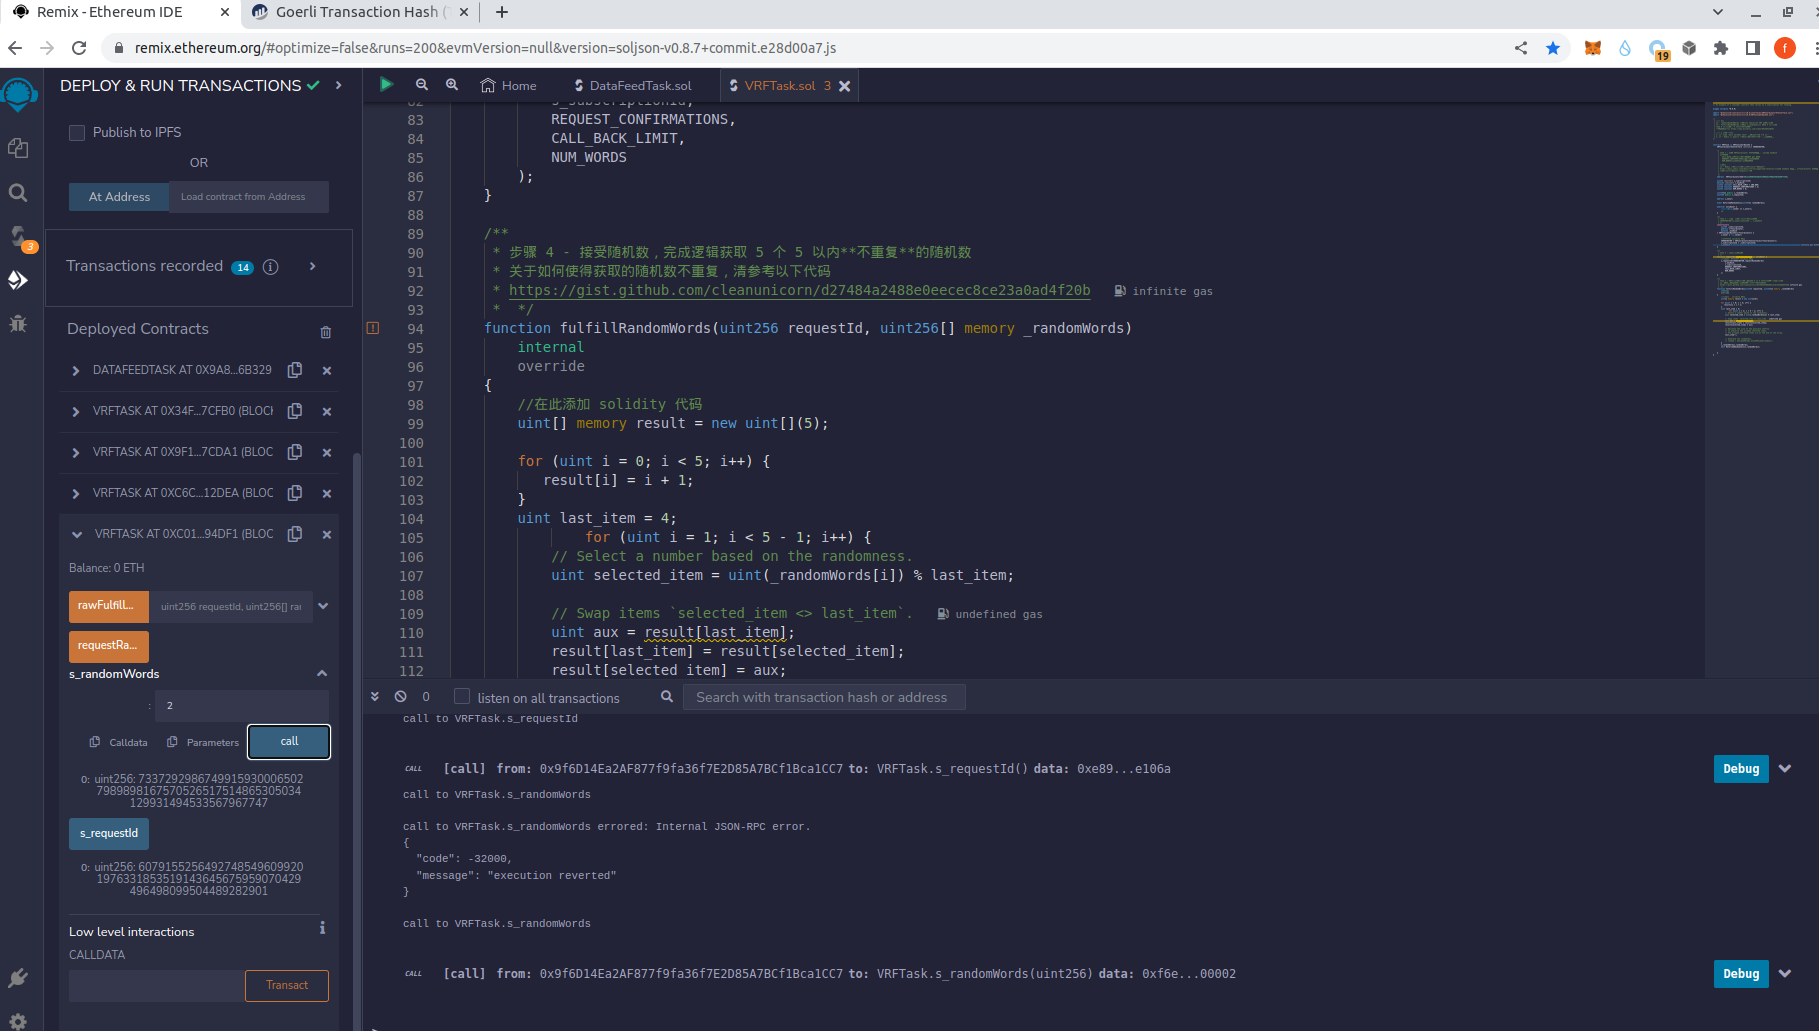 Remix - Ethereum IDE
Goerli Transaction Hash (
remix.ethereum.org/#optimize=false&runs=200&evmVersion=null&version=soljson-v0.8.7+commit.e28d00a7.js
19
f
DEPLOY & RUN TRANSACTIONS
Publish to IPFS
OR
At Address
Load contract from Address
3
Transactions recorded 14 i
Deployed Contracts
DATAFEEDTASK AT 0X9A8...6B329
VRFTASK AT 0X34F...7CFB0 (BLOCK
VRFTASK AT 0X9F1...7CDA1 (BLOC
VRFTASK AT 0XC6C...12DEA (BLOC
VRFTASK AT 0XC01...94DF1 (BLOC
Balance: 0 ETH
rawFulfill...
uint256 requestId, uint256[] rai
requestRa...
s_randomWords
: 2
Calldata
Parameters
call
0: uint256: 7337292986749915930006502
79898981675705265175148653050 34
129931494533567967747
s_requestId
0: uint256: 6079155256492748549609920
19763318535191436456759590704 29
496498099504489282901
Low level interactions
i
CALLDATA
Transact
Home
DataFeedTask.sol
VRFTask.sol 3
82 s_subscriptionId,
83 REQUEST_CONFIRMATIONS,
84 CALL_BACK_LIMIT,
85 NUM_WORDS
86 );
87 }
88
89 /**
90 * 步骤 4 - 接受随机数，完成逻辑获取 5 个 5 以内**不重复**的随机数
91 * 关于如何使得获取的随机数不重复，清参考以下代码
92 * https://gist.github.com/cleanunicorn/d27484a2488e0eecec8ce23a0ad4f20b infinite gas
93 * */
94 function fulfillRandomWords(uint256 requestId, uint256[] memory _randomWords)
95 internal
96 override
97 {
98 //在此添加 solidity 代码
99 uint[] memory result = new uint[](5);
100
101 for (uint i = 0; i < 5; i++) {
102 result[i] = i + 1;
103 }
104 uint last_item = 4;
105 for (uint i = 1; i < 5 - 1; i++) {
106 // Select a number based on the randomness.
107 uint selected_item = uint(_randomWords[i]) % last_item;
108
109 // Swap items `selected_item <> last_item`. undefined gas
110 uint aux = result[last_item];
111 result[last_item] = result[selected_item];
112 result[selected_item] = aux;
0
listen on all transactions
Search with transaction hash or address
call to VRFTask.s_requestId
CALL [call] from: 0x9f6D14Ea2AF877f9fa36f7E2D85A7BCf1Bca1CC7 to: VRFTask.s_requestId() data: 0xe89...e106a
Debug
call to VRFTask.s_randomWords
call to VRFTask.s_randomWords errored: Internal JSON-RPC error.
{
"code": -32000,
"message": "execution reverted"
}
call to VRFTask.s_randomWords
CALL [call] from: 0x9f6D14Ea2AF877f9fa36f7E2D85A7BCf1Bca1CC7 to: VRFTask.s_randomWords(uint256) data: 0xf6e...00002
Debug